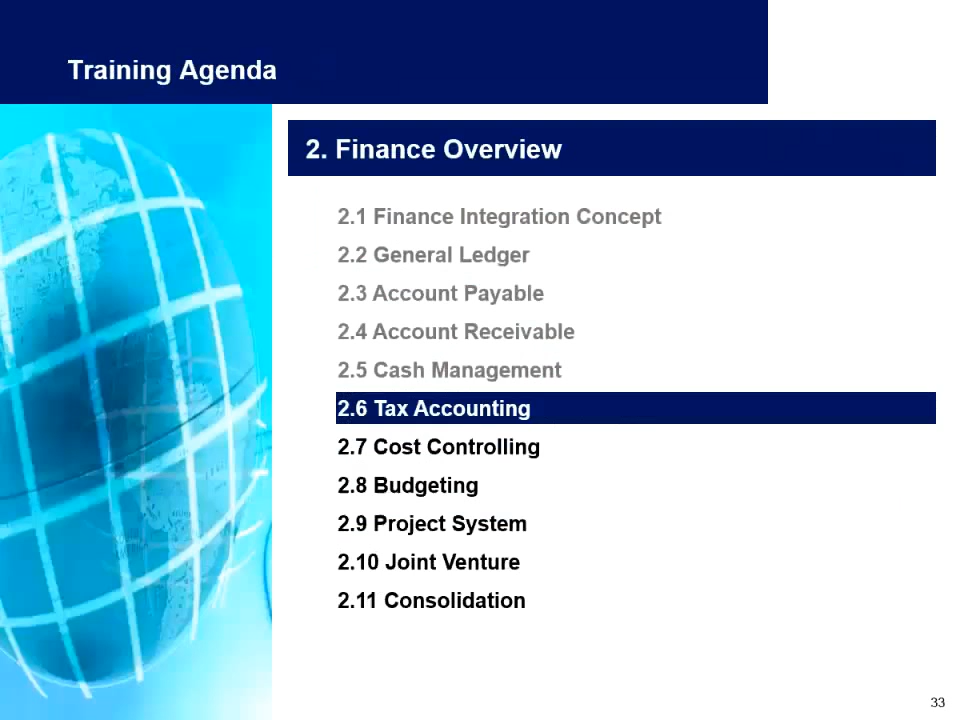 Training Agenda
2. Finance Overview
2.1 Finance Integration Concept
2.2 General Ledger
2.3 Account Payable
2.4 Account Receivable
2.5 Cash Management
2.6 Tax Accounting
2.7 Cost Controlling
2.8 Budgeting
2.9 Project System
2.10 Joint Venture
2.11 Consolidation
33